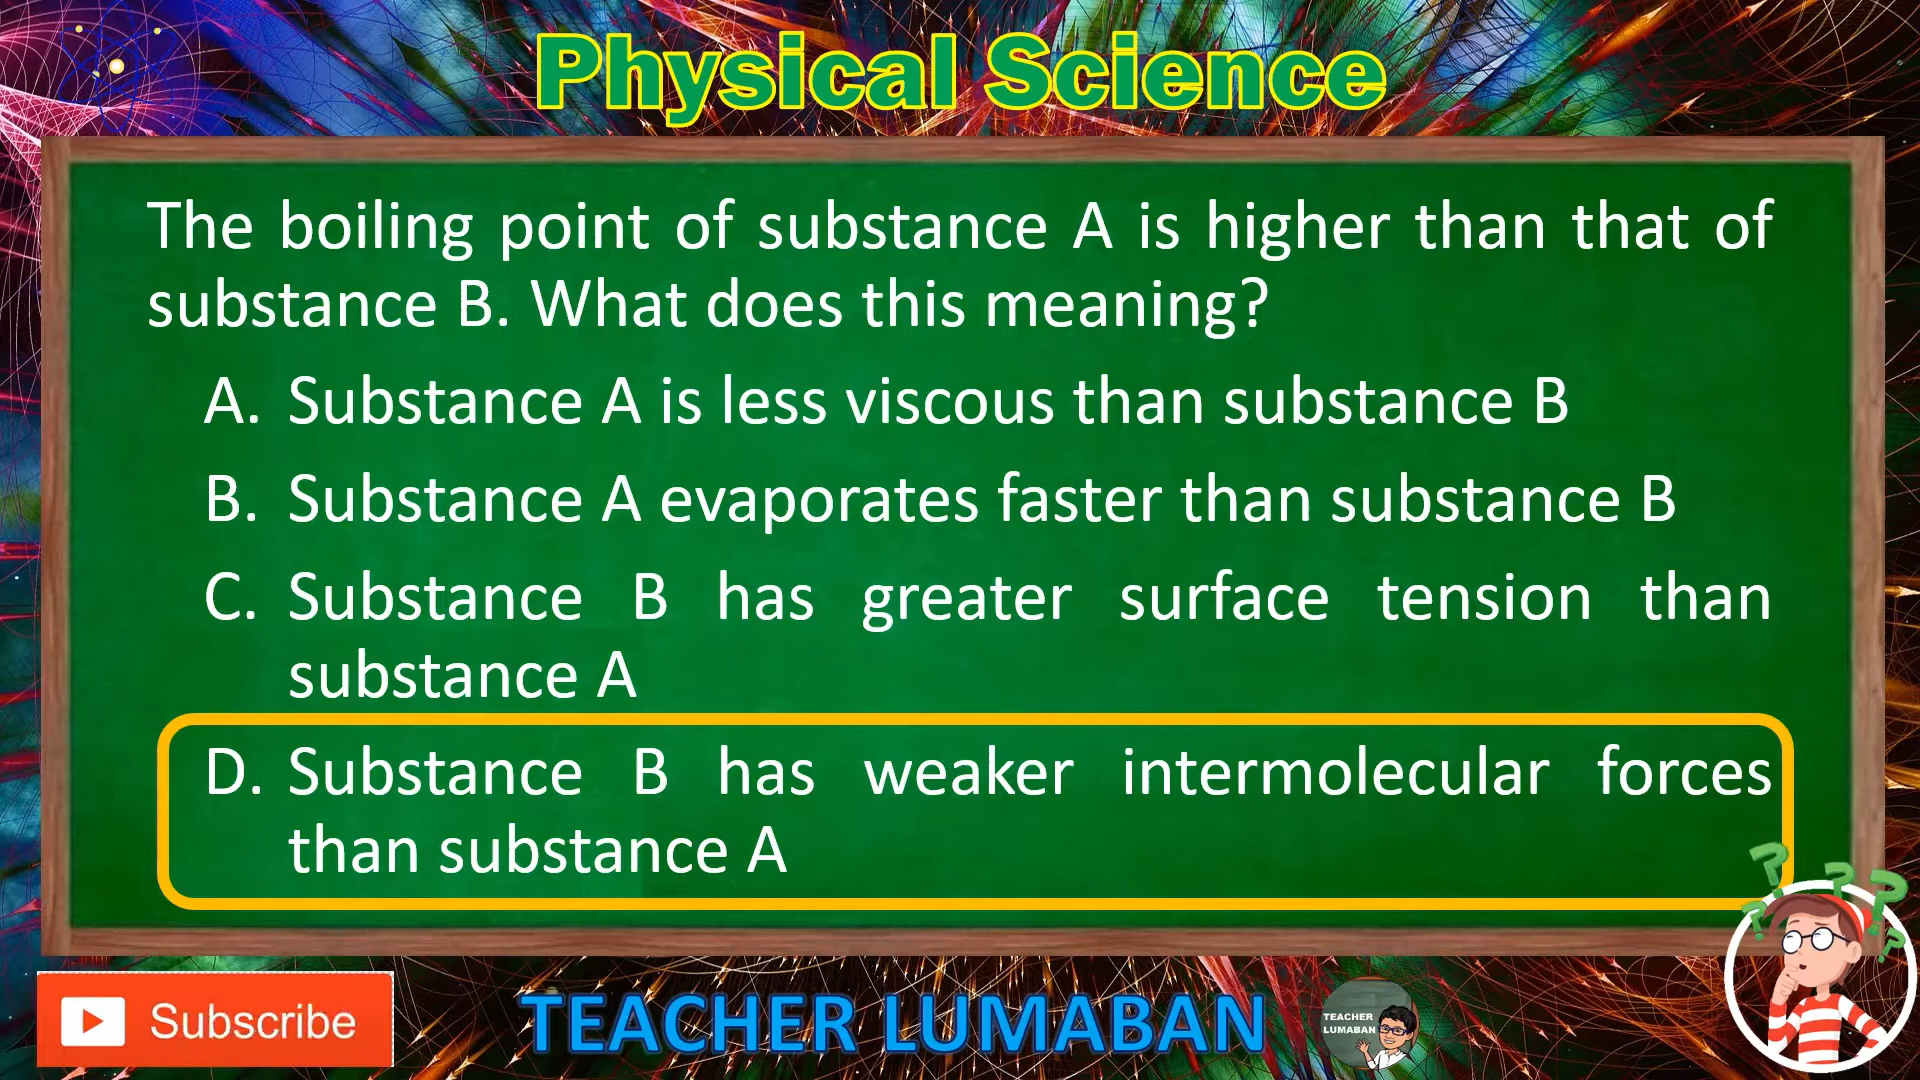 Physical Science
The boiling point of substance A is higher than that of
substance B. What does this meaning?
A. Substance A is less viscous than substance B
B. Substance A evaporates faster than substance B
C. Substance B has greater surface tension than
substance A
D. Substance B has weaker intermolecular forces
than substance A
Subscribe
TEACHER LUMABAN
TEACHER
LUMABAN